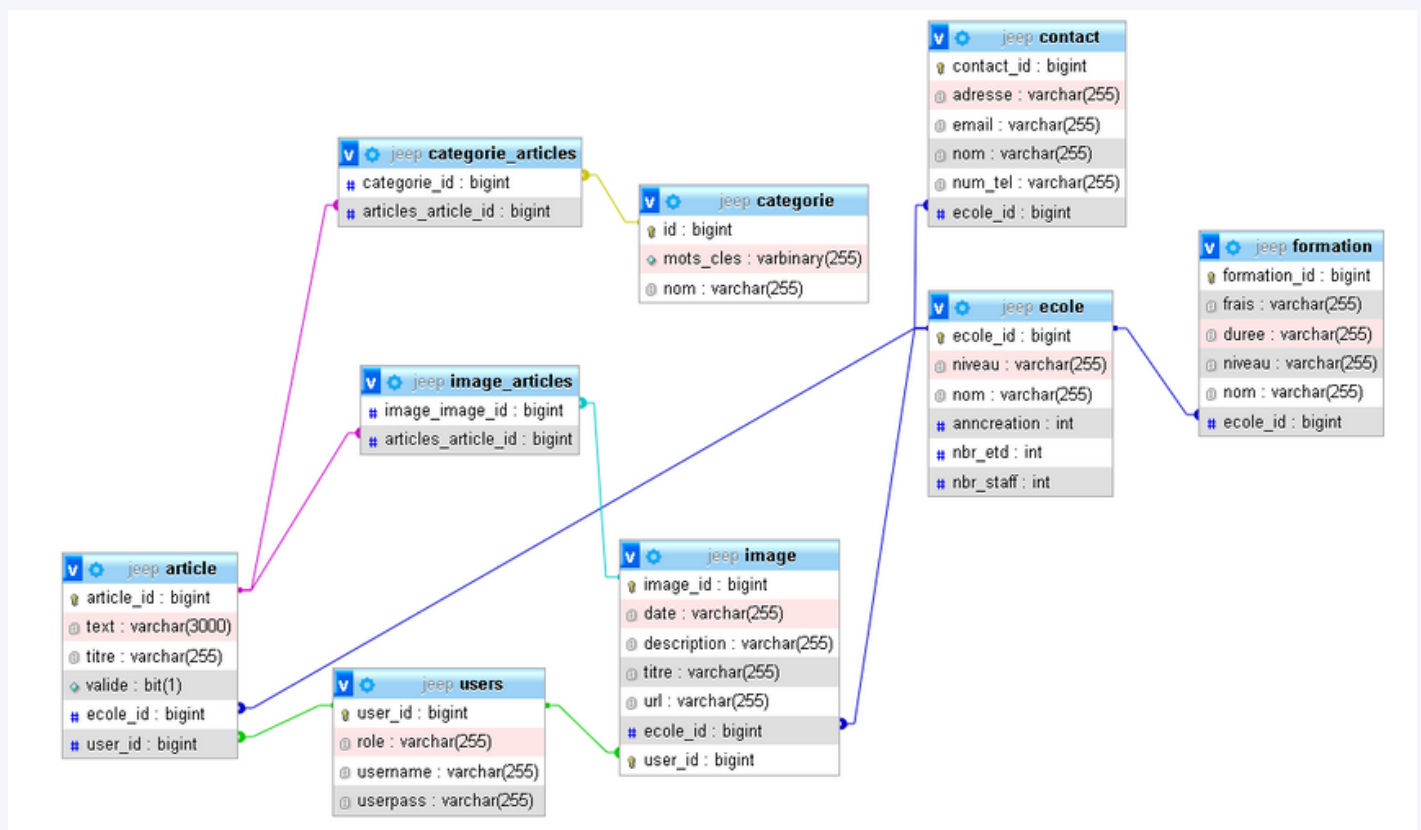 jeep contact
contact_id : bigint
adresse : varchar(255)
email : varchar(255)
nom : varchar(255)
num_tel : varchar(255)
ecole_id : bigint
jeep categorie_articles
categorie_id : bigint
articles_article_id : bigint
jeep categorie
id : bigint
mots_cles : varbinary(255)
nom : varchar(255)
jeep formation
formation_id : bigint
frais : varchar(255)
duree : varchar(255)
niveau : varchar(255)
nom : varchar(255)
ecole_id : bigint
jeep ecole
ecole_id : bigint
niveau : varchar(255)
nom : varchar(255)
anncreation : int
nbr_etd : int
nbr_staff : int
jeep image_articles
image_image_id : bigint
articles_article_id : bigint
jeep article
article_id : bigint
text : varchar(3000)
titre : varchar(255)
valide : bit(1)
ecole_id : bigint
user_id : bigint
jeep image
image_id : bigint
date : varchar(255)
description : varchar(255)
titre : varchar(255)
url : varchar(255)
ecole_id : bigint
user_id : bigint
jeep users
user_id : bigint
role : varchar(255)
username : varchar(255)
userpass : varchar(255)